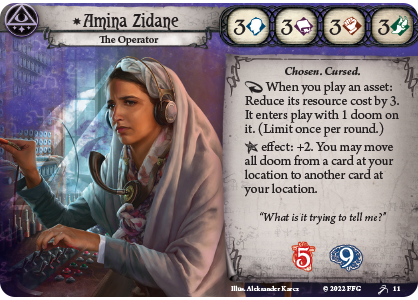 Amina Zidane
The Operator
3 3 3 3
Chosen. Cursed.
When you play an asset:
Reduce its resource cost by 3.
It enters play with 1 doom on
it. (Limit once per round.)
effect: +2. You may move
all doom from a card at your
location to another card at
your location.
“What is it trying to tell me?”
5 9
Illus. Aleksander Karcz © 2022 FFG 11